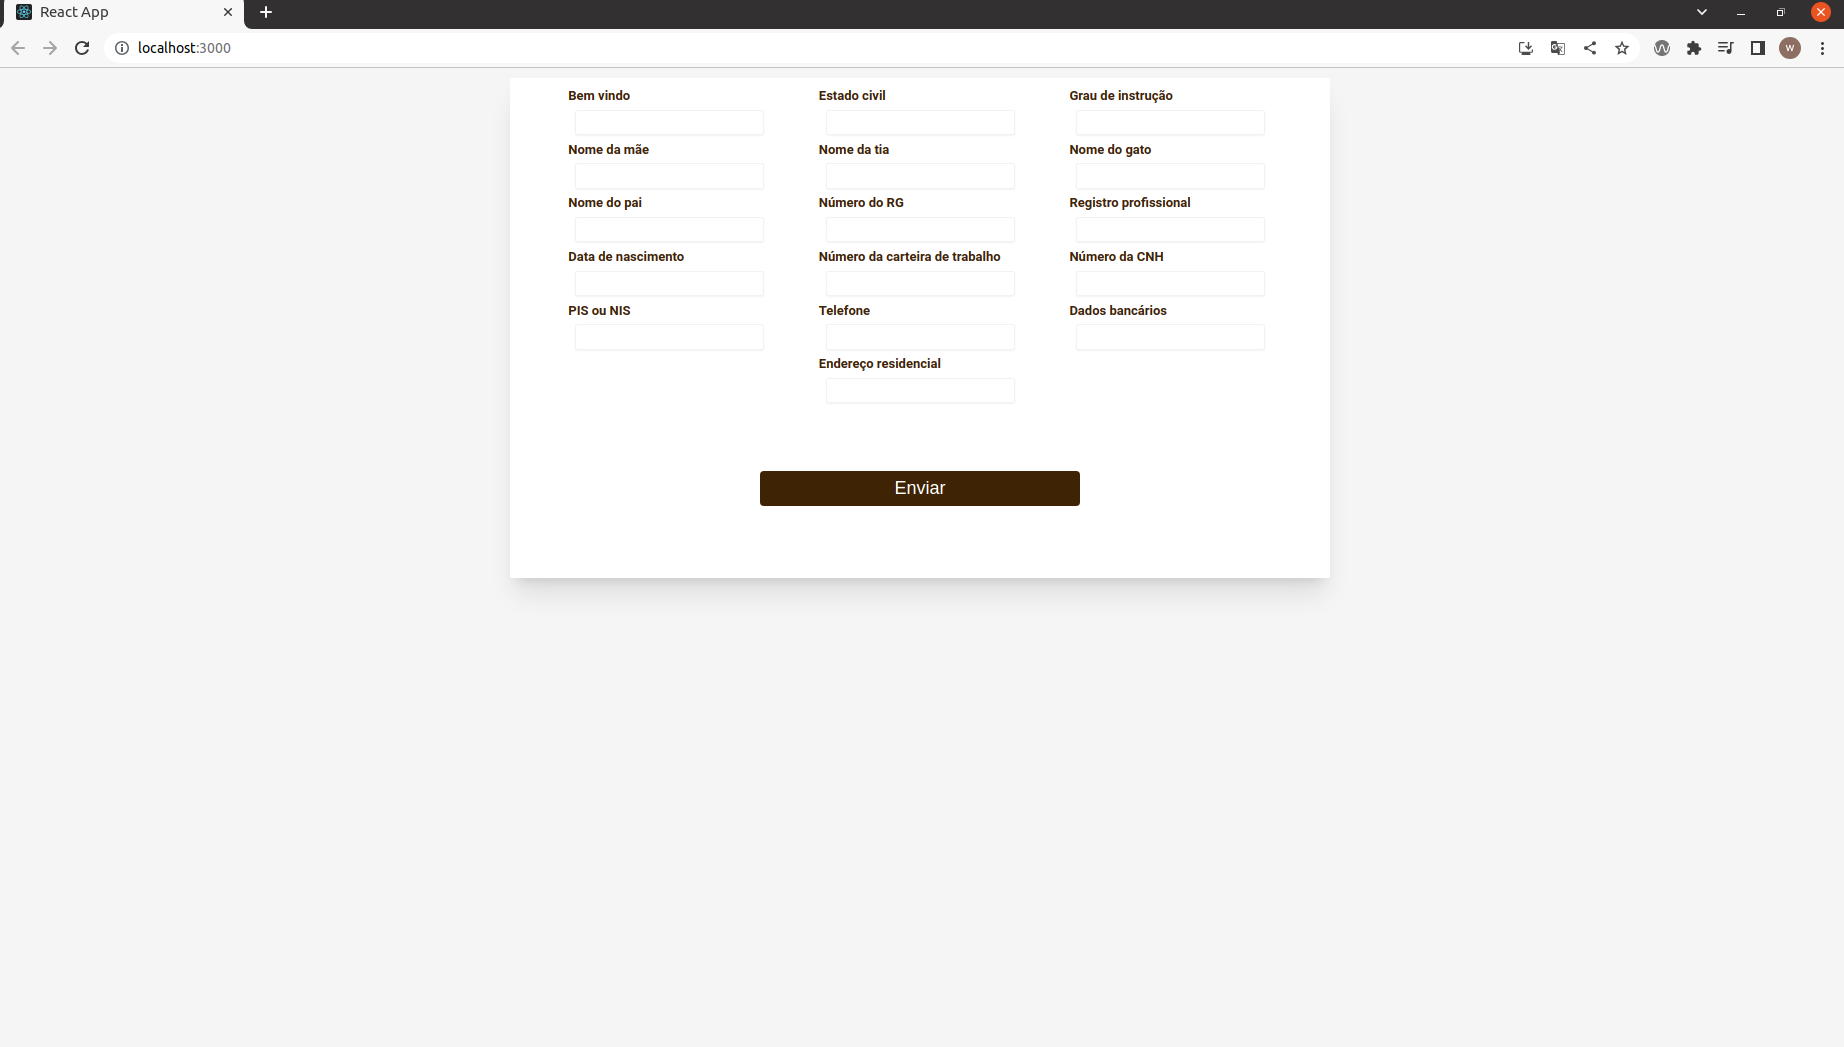 React App
localhost:3000
W
Bem vindo
Estado civil
Grau de instrução
Nome da mãe
Nome da tia
Nome do gato
Nome do pai
Número do RG
Registro profissional
Data de nascimento
Número da carteira de trabalho
Número da CNH
PIS ou NIS
Telefone
Dados bancários
Endereço residencial
Enviar